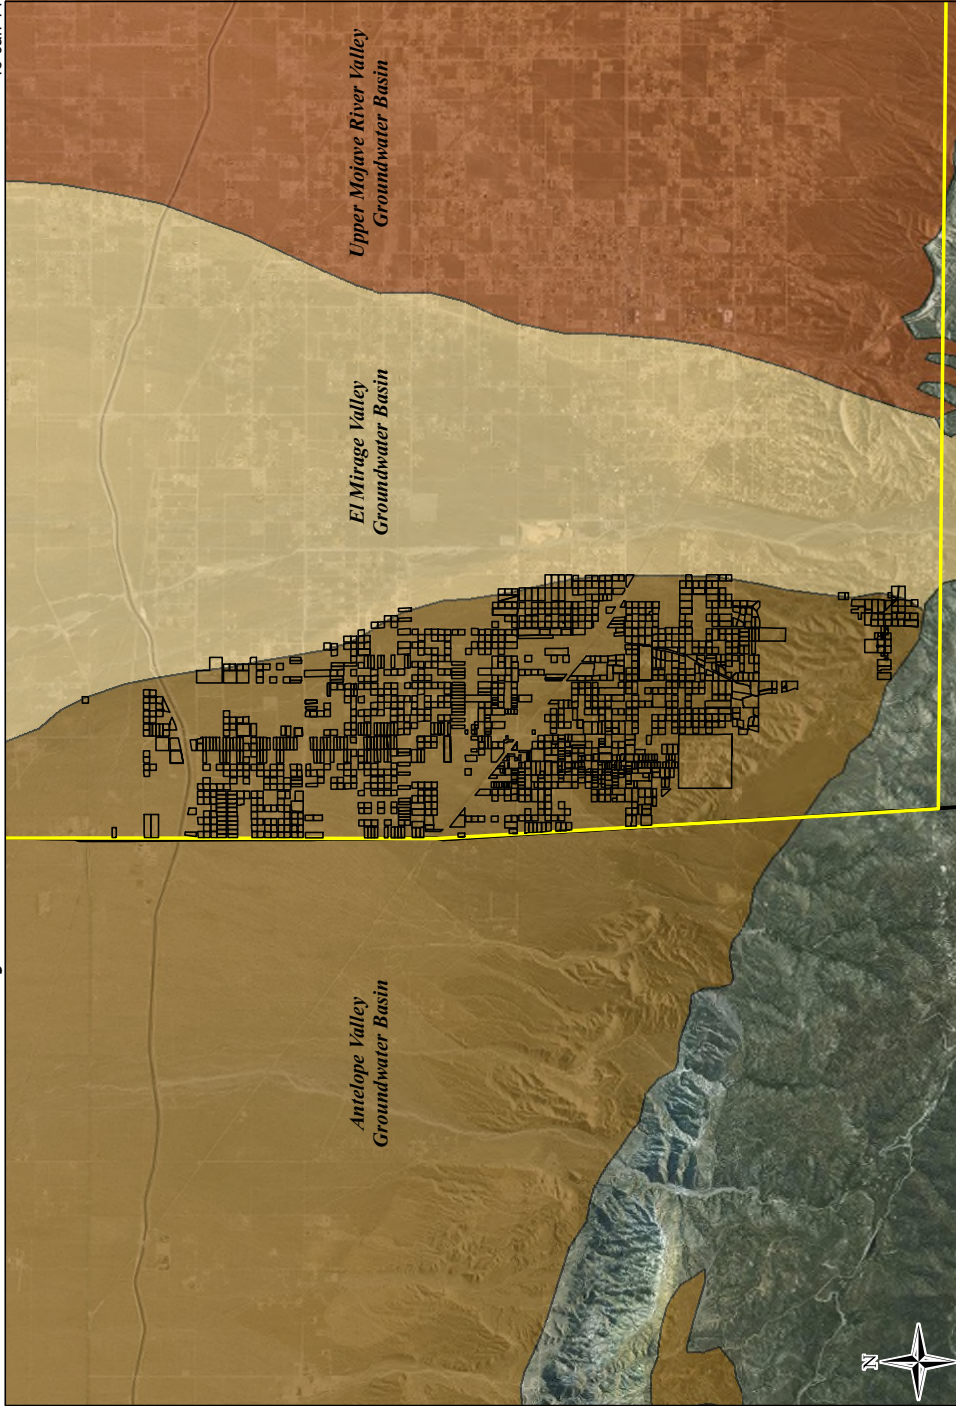 Upper Mojave River Valley
Groundwater Basin
El Mirage Valley
Groundwater Basin
Antelope Valley
Groundwater Basin
N